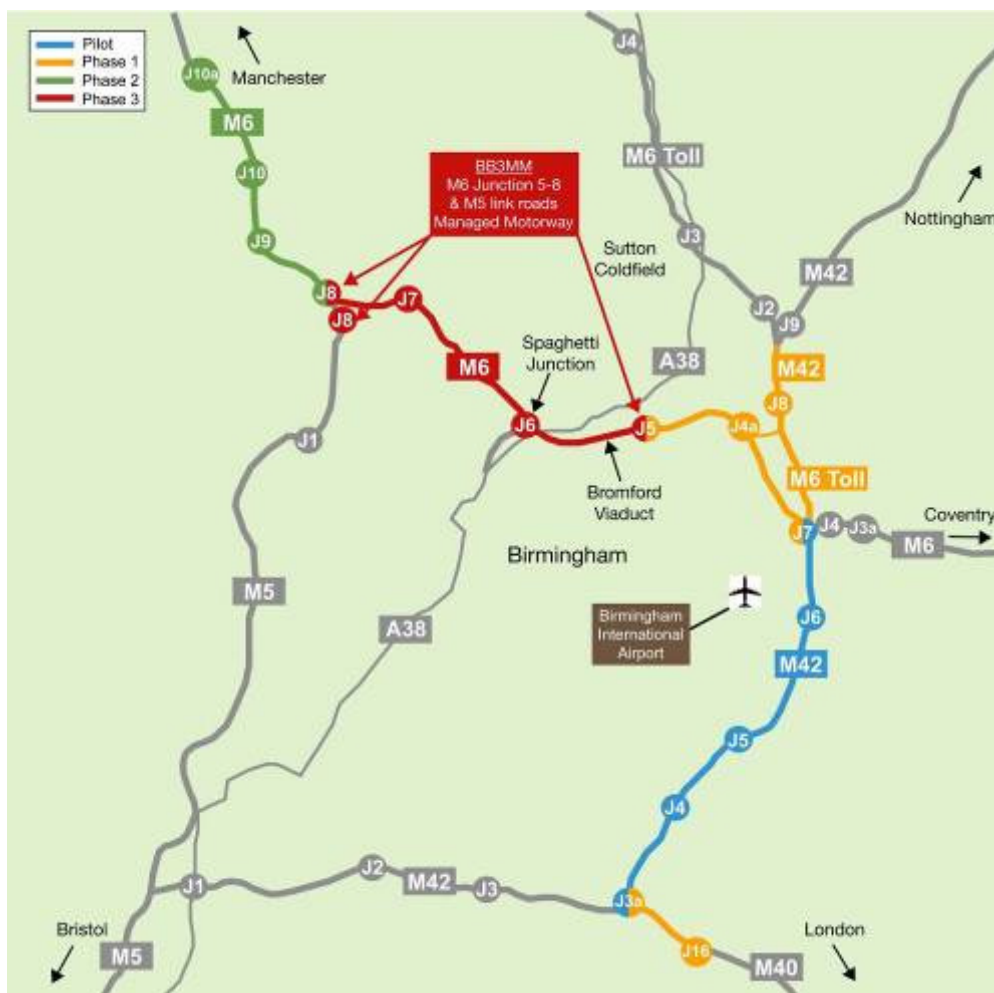 Pilot
Phase 1
Phase 2
Phase 3
Manchester
J10a
M6
J10
J9
J8
J8
J7
M6
BB3MM
M6 Junction 5-8
& M5 link roads
Managed Motorway
J4
M6 Toll
J3
Sutton
Coldfield
Nottingham
M42
J2
J9
Spaghetti
Junction
A38
M42
J8
J6
J5
J4a
M6 Toll
Bromford
Viaduct
J7
J4
J3a
Coventry
M6
J1
Birmingham
M5
A38
Birmingham
International
Airport
J6
M42
J5
J4
J1
J2
M42
J3
J3a
J16
Bristol
M5
London
M40